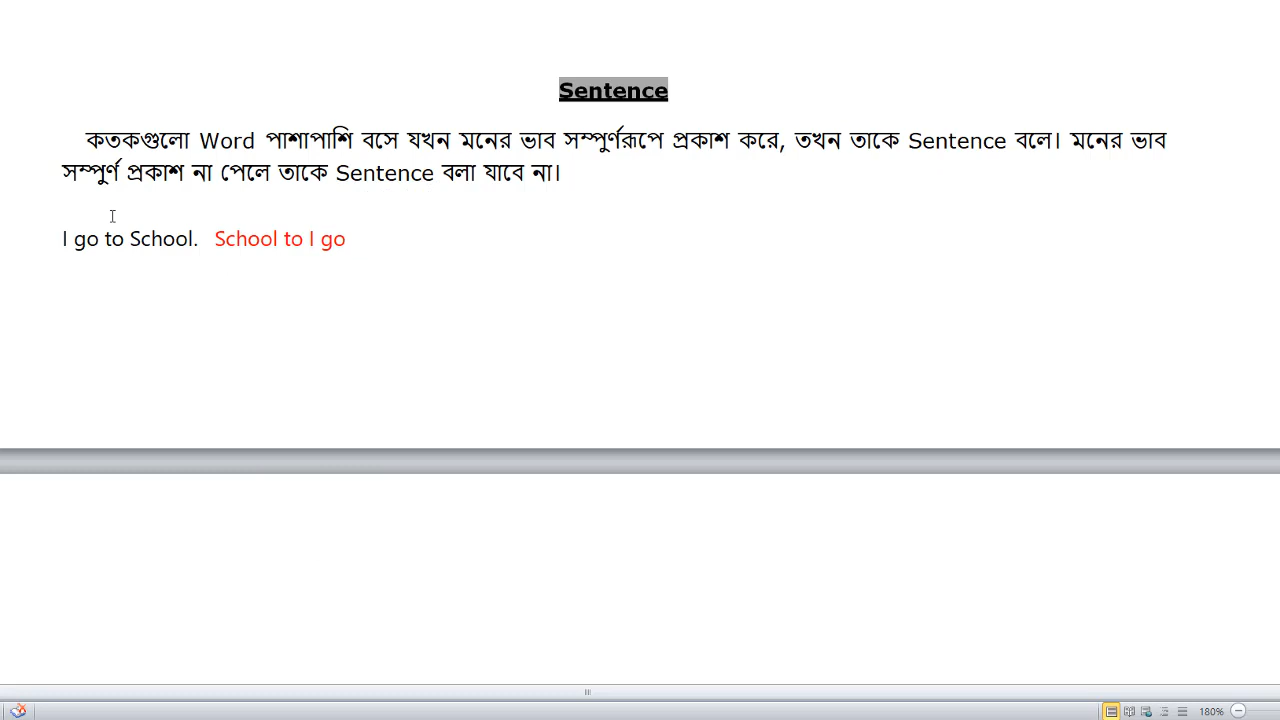 Sentence
কতকগুলো Word পাশাপাশি বসে যখন মনের ভাব সম্পুর্ণরূপে প্রকাশ করে, তখন তাকে Sentence বলে। মনের ভাব
সম্পুর্ণ প্রকাশ না পেলে তাকে Sentence বলা যাবে না।
I go to School. School to I go
180%